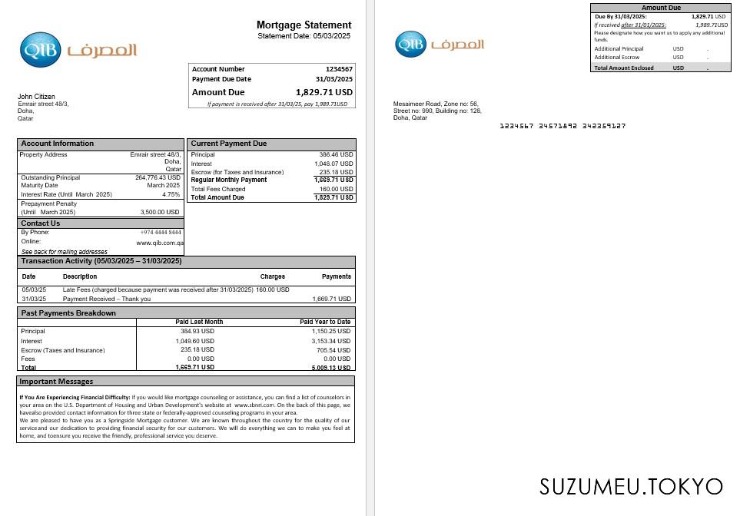 QIB المصرف
Mortgage Statement
Statement Date: 05/03/2025
Account Number 1234567
Payment Due Date 31/03/2025
Amount Due 1,829.71 USD
If payment is received after 31/03/25, pay 1,989.71USD
John Citizen
Emrair street 48/3,
Doha,
Qatar
Account Information
Property Address Emrair street 48/3,
Doha,
Qatar
Outstanding Principal 264,776.43 USD
Maturity Date March 2025
Interest Rate (Until March 2025) 4.75%
Prepayment Penalty
(Until March 2025) 3,500.00 USD
Contact Us
By Phone: +974 4444 8444
Online: www.qib.com.qa
See back for mailing addresses
Current Payment Due
Principal 386.46 USD
Interest 1,048.07 USD
Escrow (for Taxes and Insurance) 235.18 USD
Regular Monthly Payment 1,669.71 USD
Total Fees Charged 160.00 USD
Total Amount Due 1,829.71 USD
Transaction Activity (05/03/2025 – 31/03/2025)
Date Description Charges Payments
05/03/25 Late Fees (charged because payment was received after 31/03/2025) 160.00 USD
31/03/25 Payment Received – Thank you 1,669.71 USD
Past Payments Breakdown
Paid Last Month Paid Year to Date
Principal 384.93 USD 1,150.25 USD
Interest 1,049.60 USD 3,153.34 USD
Escrow (Taxes and Insurance) 235.18 USD 705.54 USD
Fees 0.00 USD 0.00 USD
Total 1,669.71 USD 5,009.13 USD
Important Messages
If You Are Experiencing Financial Difficulty: If you would like mortgage counseling or assistance, you can find a list of counselors in
your area on the U.S. Department of Housing and Urban Development's website at www.cbnet.com. On the back of this page, we
havealso provided contact information for three state or federally-approved counseling programs in your area.
We are pleased to have you as a Springside Mortgage customer. We are known throughout the country for the quality of our
serviceand our dedication to providing financial security for our customers. We will do everything we can to make you feel at
home, and toensure you receive the friendly, professional service you deserve.
QIB المصرف
Amount Due
Due By 31/03/2025: 1,829.71 USD
If received after 31/01/2025: 1,989.71USD
Please designate how you want us to apply any additional
funds.
Additional Principal USD .
Additional Escrow USD .
Total Amount Enclosed USD .
Mesaimeer Road, Zone no: 56,
Street no: 990, Building no: 126,
Doha, Qatar
1234567 34571892 342359127
SUZUMEU.TOKYO